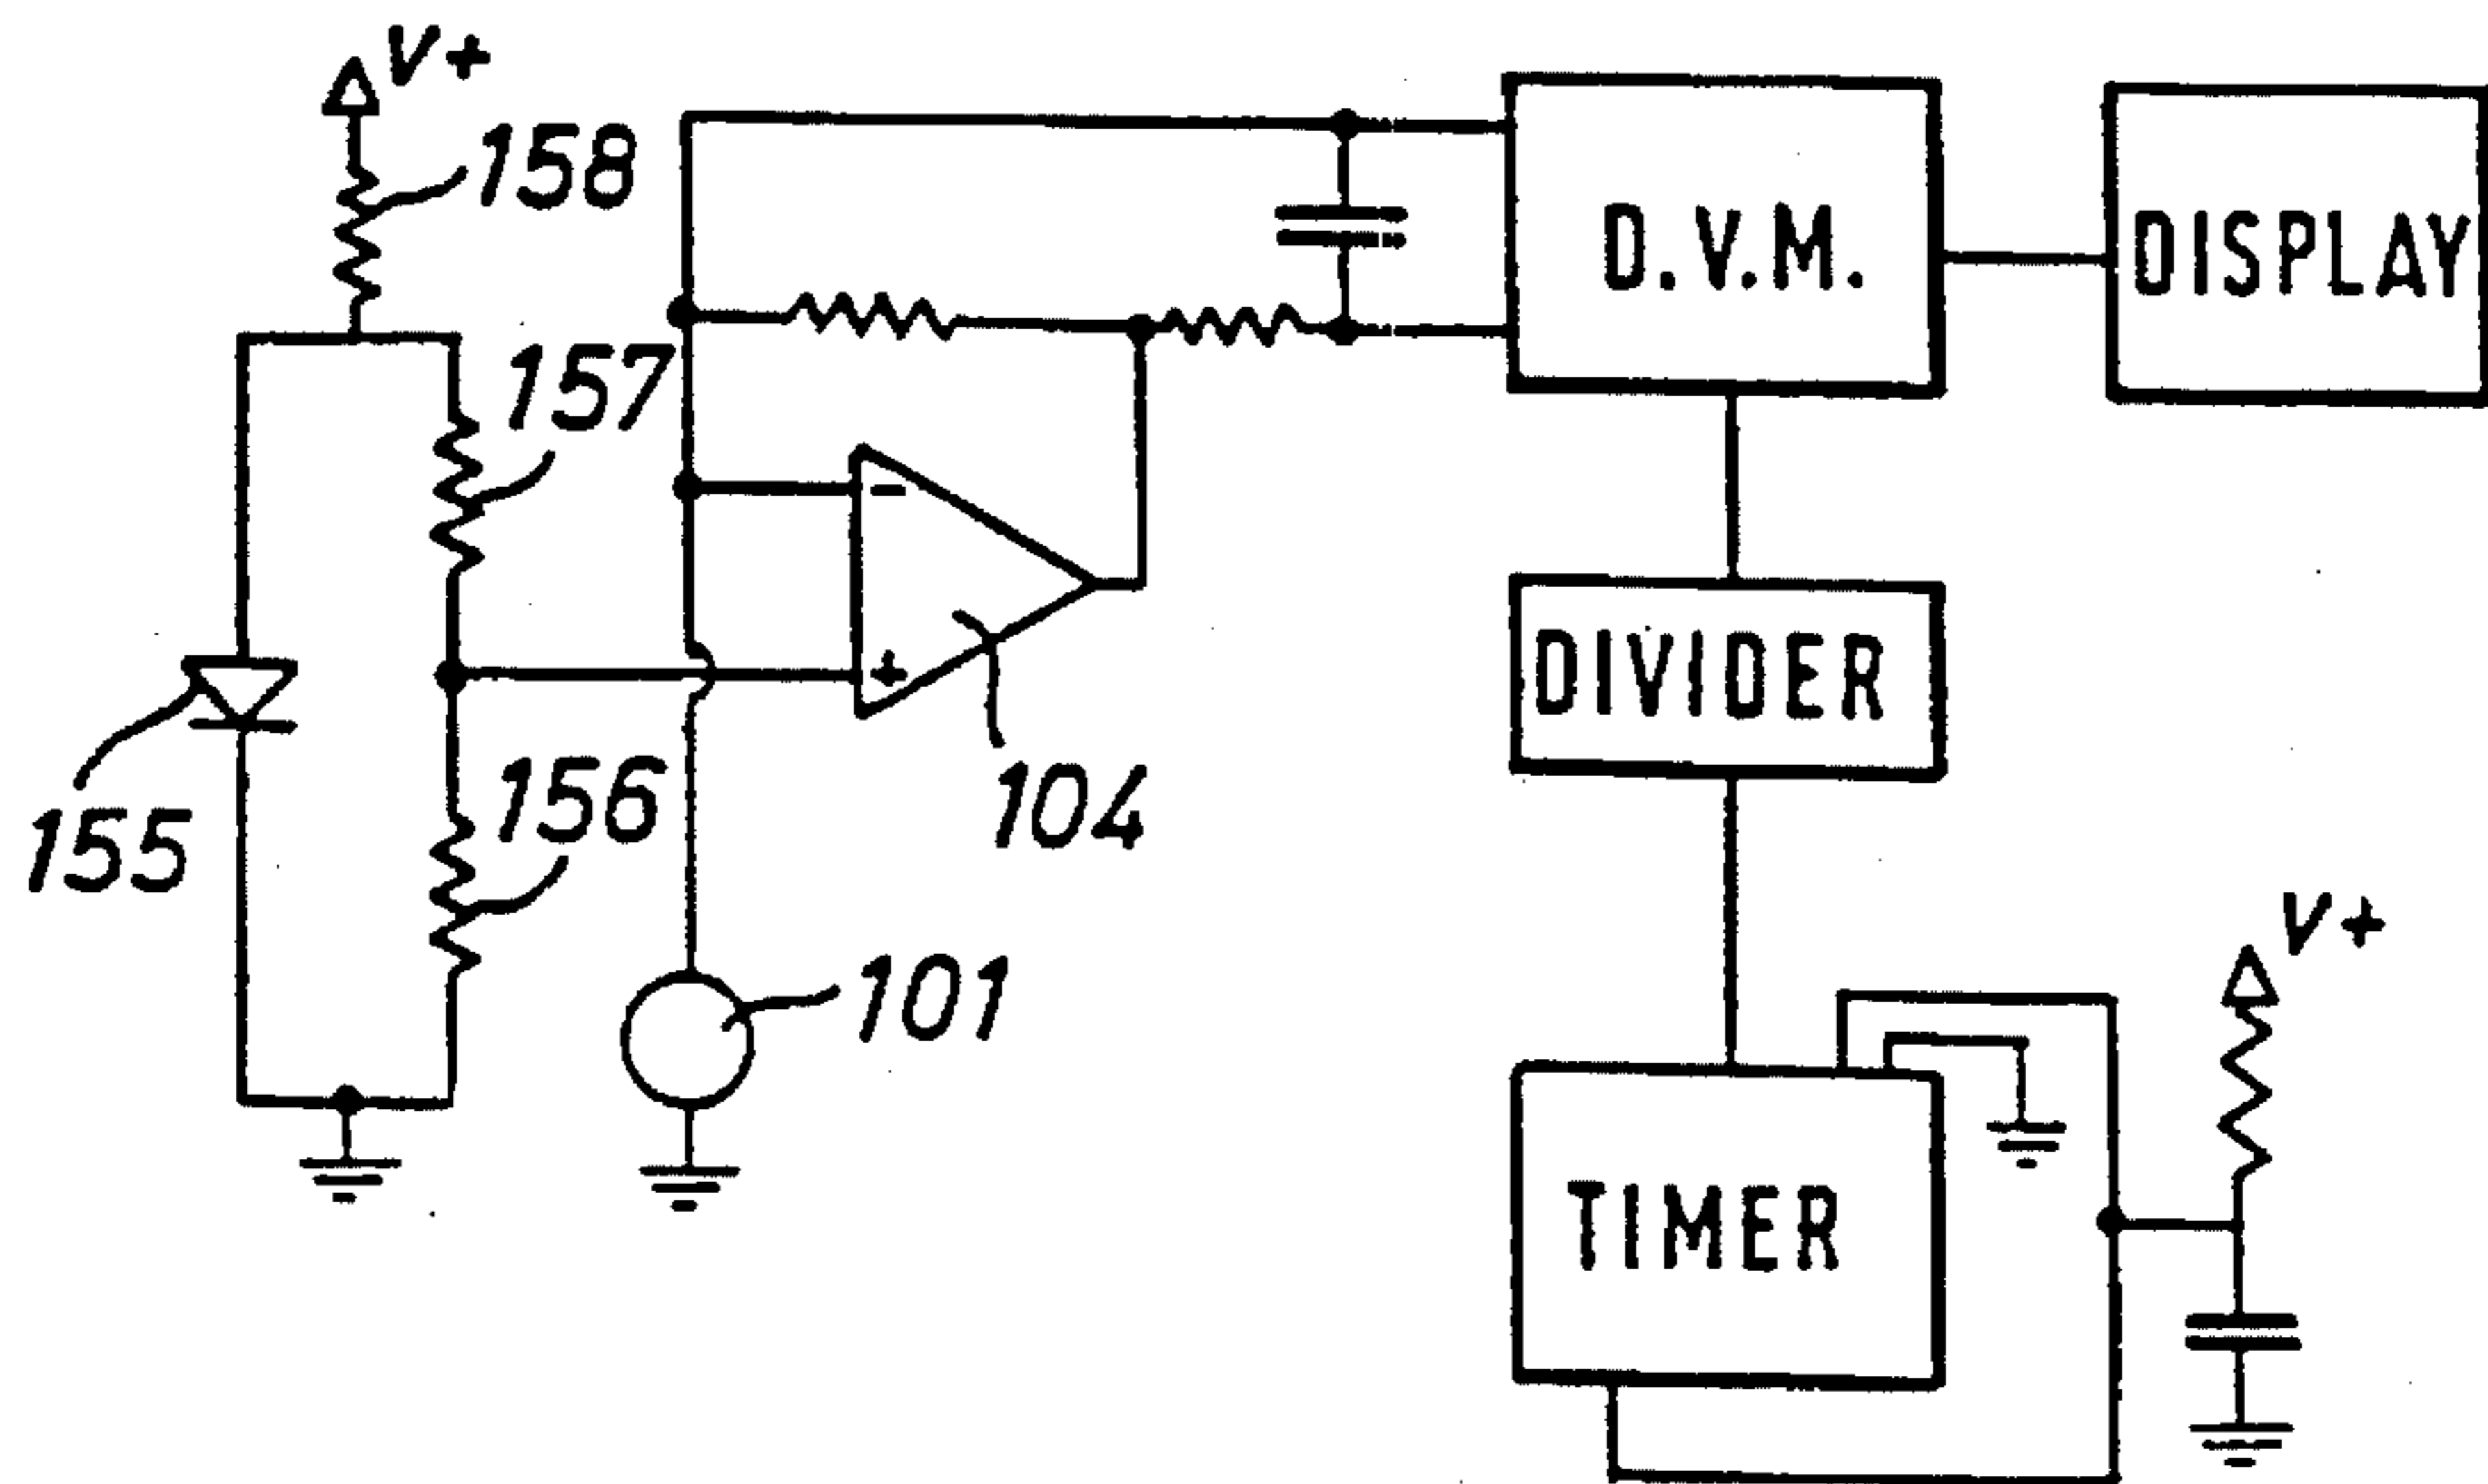 V+
158
D.V.M.
DISPLAY
157
-
+
DIVIDER
156
104
155
V+
101
TIMER